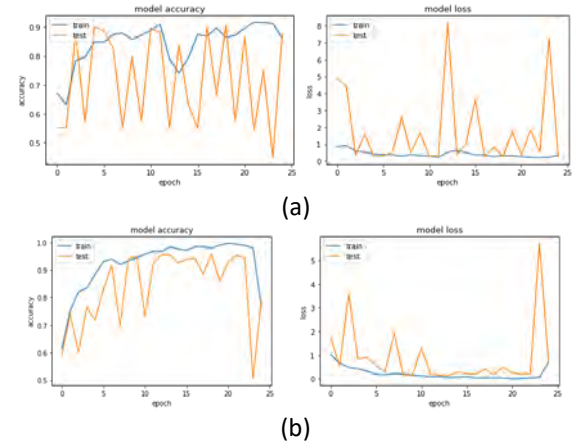 model accuracy
train
test
0.9
0.8
0.7
0.6
0.5
accuracy
0 5 10 15 20 25
epoch
model loss
train
test
8
7
6
5
4
3
2
1
0
loss
0 5 10 15 20 25
epoch
(a)
model accuracy
train
test
1.0
0.9
0.8
0.7
0.6
0.5
accuracy
0 5 10 15 20 25
epoch
model loss
train
test
5
4
3
2
1
0
loss
0 5 10 15 20 25
epoch
(b)